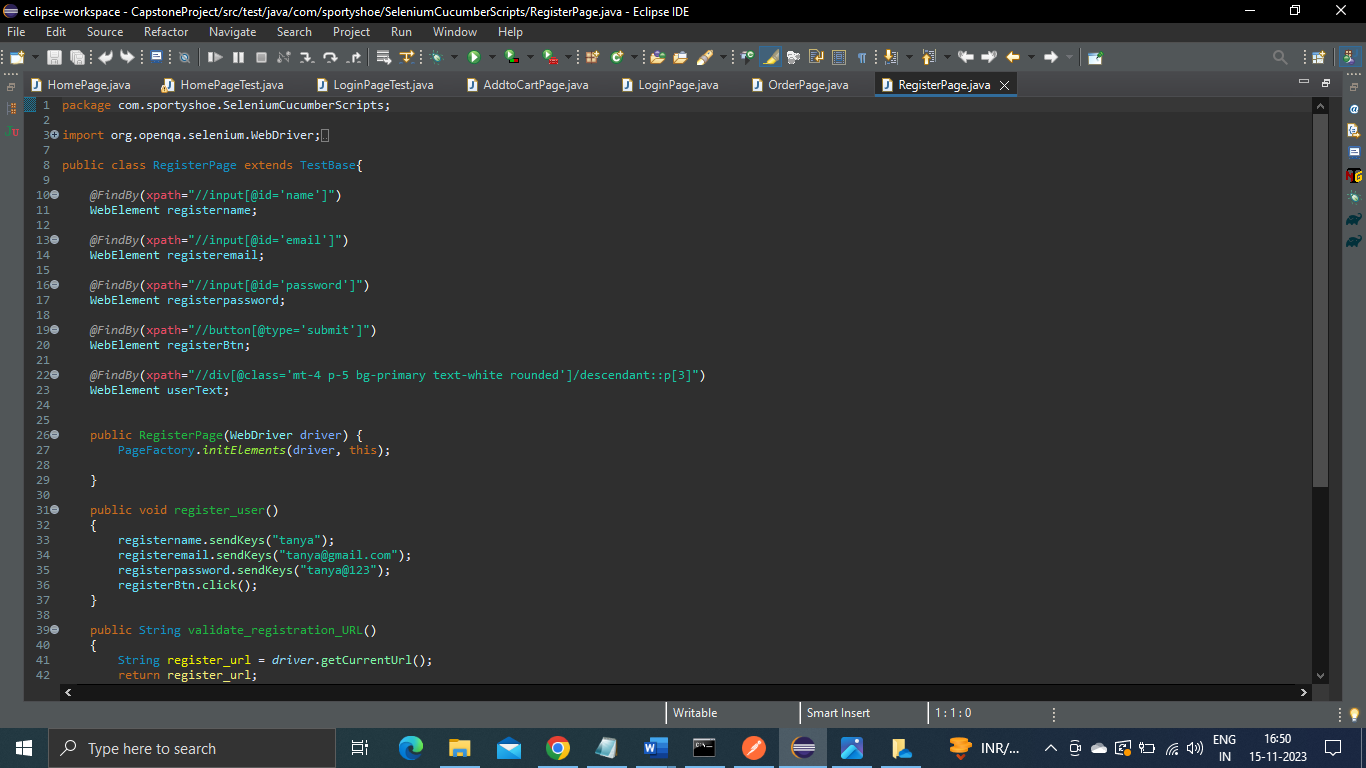 eclipse-workspace - CapstoneProject/src/test/java/com/sportyshoe/SeleniumCucumberScripts/RegisterPage.java - Eclipse IDE
File Edit Source Refactor Navigate Search Project Run Window Help
HomePage.java HomePageTest.java LoginPageTest.java AddtoCartPage.java LoginPage.java OrderPage.java RegisterPage.java
1 package com.sportyshoe.SeleniumCucumberScripts;
2
3 import org.openqa.selenium.WebDriver;
7
8 public class RegisterPage extends TestBase{
9
10 @FindBy(xpath="//input[@id='name']")
11 WebElement registername;
12
13 @FindBy(xpath="//input[@id='email']")
14 WebElement registeremail;
15
16 @FindBy(xpath="//input[@id='password']")
17 WebElement registerpassword;
18
19 @FindBy(xpath="//button[@type='submit']")
20 WebElement registerBtn;
21
22 @FindBy(xpath="//div[@class='mt-4 p-5 bg-primary text-white rounded']/descendant::p[3]")
23 WebElement userText;
24
25
26 public RegisterPage(WebDriver driver) {
27 PageFactory.initElements(driver, this);
28
29 }
30
31 public void register_user()
32 {
33 registername.sendKeys("tanya");
34 registeremail.sendKeys("tanya@gmail.com");
35 registerpassword.sendKeys("tanya@123");
36 registerBtn.click();
37 }
38
39 public String validate_registration_URL()
40 {
41 String register_url = driver.getCurrentUrl();
42 return register_url;
Writable Smart Insert 1 : 1 : 0
Type here to search
INR/...
ENG
IN
16:50
15-11-2023